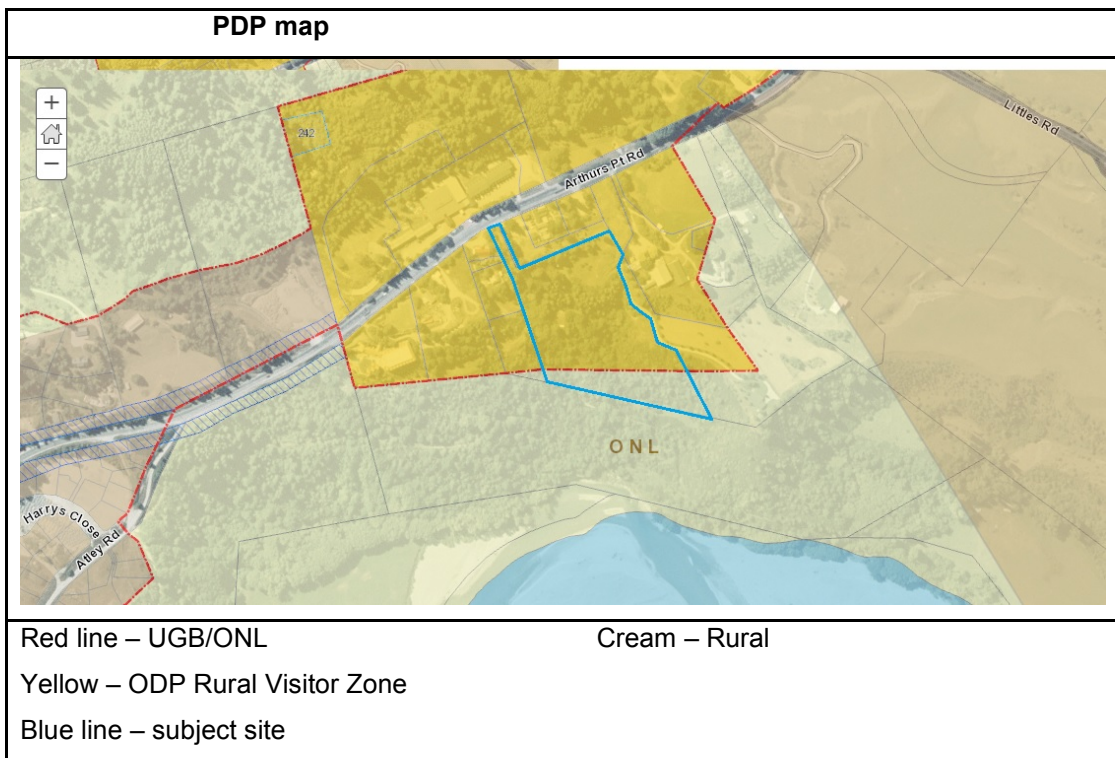 PDP map
+
−
242
Arthurs Pt Rd
Littles Rd
ONL
Harrys Close
Atley Rd
Red line – UGB/ONL
Cream – Rural
Yellow – ODP Rural Visitor Zone
Blue line – subject site